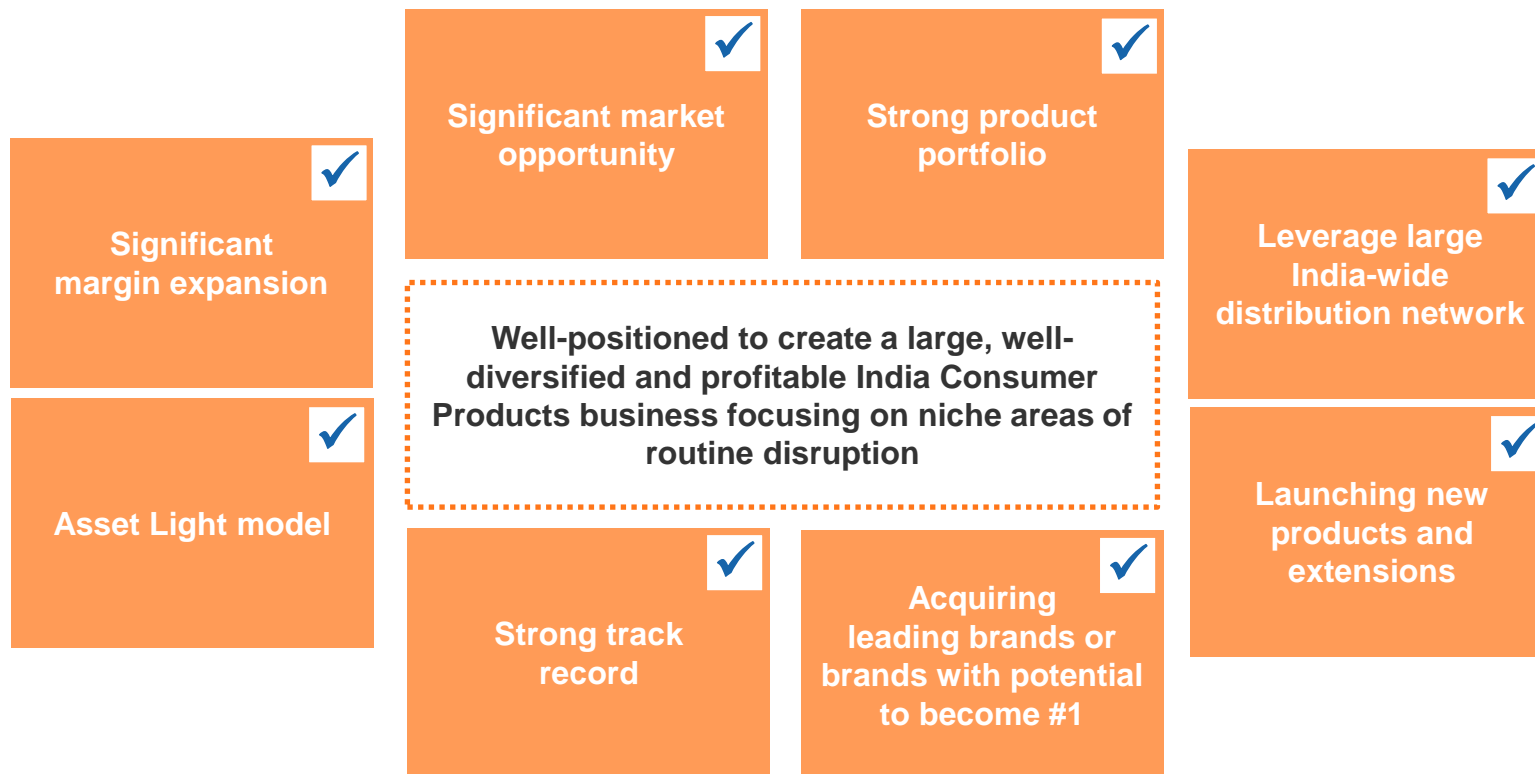 Significant market
opportunity
Strong product
portfolio
Significant
margin expansion
Leverage large
India-wide
distribution network
Well-positioned to create a large, well-
diversified and profitable India Consumer
Products business focusing on niche areas of
routine disruption
Asset Light model
Launching new
products and
extensions
Strong track
record
Acquiring
leading brands or
brands with potential
to become #1